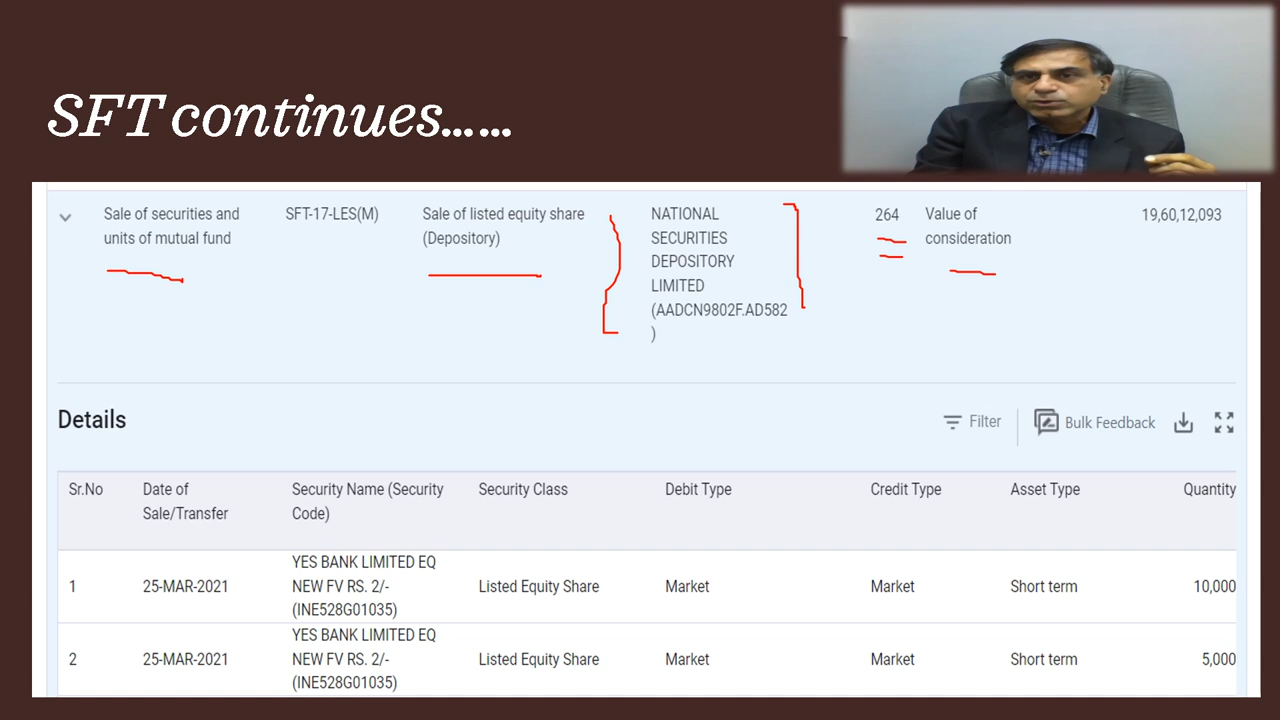 SFT continues......
Sale of securities and
units of mutual fund
SFT-17-LES(M)
Sale of listed equity share
(Depository)
NATIONAL
SECURITIES
DEPOSITORY
LIMITED
(AADCN9802F.AD582
)
264
Value of
consideration
19,60,12,093
Details
Filter
Bulk Feedback
Sr.No
Date of
Sale/Transfer
Security Name (Security
Code)
Security Class
Debit Type
Credit Type
Asset Type
Quantity
1
25-MAR-2021
YES BANK LIMITED EQ
NEW FV RS. 2/-
(INE528G01035)
Listed Equity Share
Market
Market
Short term
10,000
2
25-MAR-2021
YES BANK LIMITED EQ
NEW FV RS. 2/-
(INE528G01035)
Listed Equity Share
Market
Market
Short term
5,000